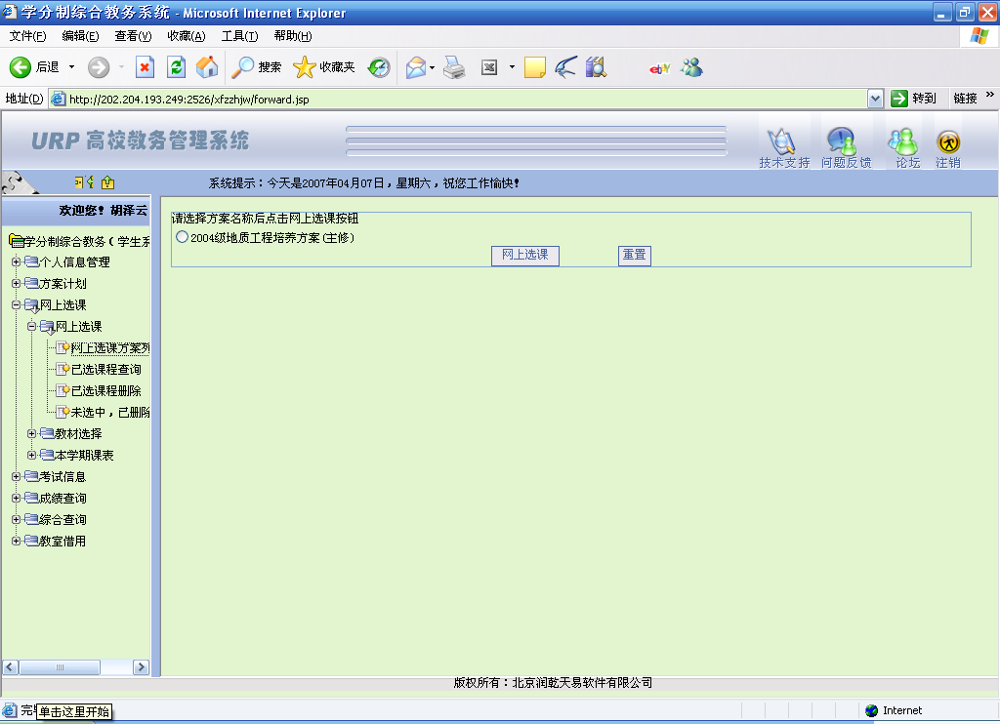 学分制综合教务系统 - Microsoft Internet Explorer
文件(F) 编辑(E) 查看(V) 收藏(A) 工具(T) 帮助(H)
后退 搜索 收藏夹 ebY
地址(D) http://202.204.193.249:2526/xfzzhjw/forward.jsp 转到 链接 »
URP 高校教务管理系统 技术支持 问题反馈 论坛 注销
系统提示：今天是2007年04月07日，星期六，祝您工作愉快！
欢迎您！胡泽云
学分制综合教务（学生系
个人信息管理
方案计划
网上选课
网上选课
网上选课方案列
已选课程查询
已选课程删除
未选中，已删除
教材选择
本学期课表
考试信息
成绩查询
综合查询
教室借用
请选择方案名称后点击网上选课按钮
2004级地质工程培养方案(主修)
网上选课 重置
版权所有：北京润乾天易软件有限公司
完 单击这里开始 Internet